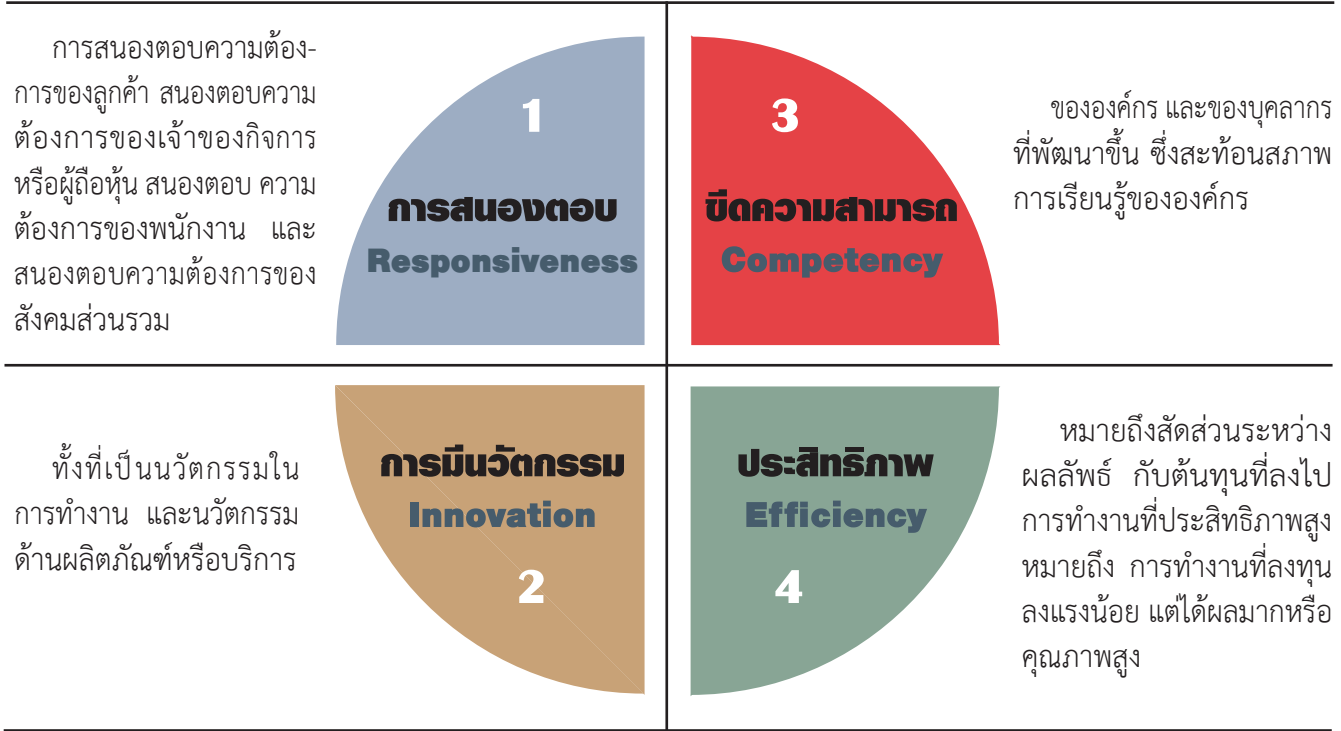 การสนองตอบความต้อง-
การของลูกค้า สนองตอบความ
ต้องการของเจ้าของกิจการ
หรือผู้ถือหุ้น สนองตอบ ความ
ต้องการของพนักงาน และ
สนองตอบความต้องการของ
สังคมส่วนรวม
1
การสนองตอบ
Responsiveness
3
ขีดความสามารถ
Competency
ขององค์กร และของบุคลากร
ที่พัฒนาขึ้น ซึ่งสะท้อนสภาพ
การเรียนรู้ขององค์กร
ทั้งที่เป็นนวัตกรรมใน
การทำงาน และนวัตกรรม
ด้านผลิตภัณฑ์หรือบริการ
การมีนวัตกรรม
Innovation
2
ประสิทธิภาพ
Efficiency
4
หมายถึงสัดส่วนระหว่าง
ผลลัพธ์ กับต้นทุนที่ลงไป
การทำงานที่ประสิทธิภาพสูง
หมายถึง การทำงานที่ลงทุน
ลงแรงน้อย แต่ได้ผลมากหรือ
คุณภาพสูง